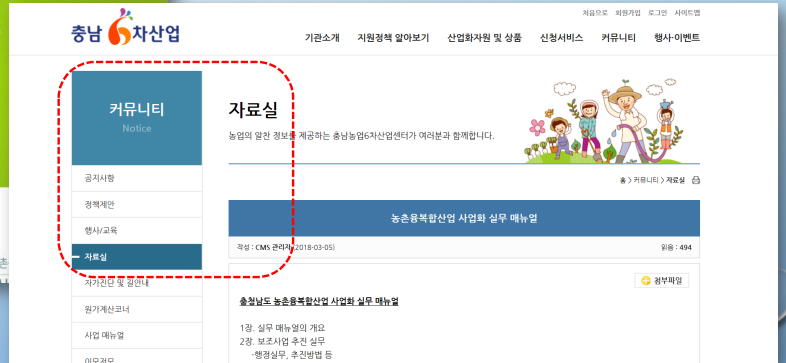 처음으로 회원가입 로그인 사이트맵
충남 6차산업
기관소개 지원정책 알아보기 산업화자원 및 상품 신청서비스 커뮤니티 행사·이벤트
커뮤니티
Notice
공지사항
정책제안
행사/교육
자료실
자가진단 및 길안내
원가계산코너
사업 매뉴얼
자료실
농업의 알찬 정보를 제공하는 충남농업6차산업센터가 여러분과 함께합니다.
홈 > 커뮤니티 > 자료실
농촌융복합산업 사업화 실무 매뉴얼
작성 : CMS 관리자(2018-03-05)
읽음 : 494
첨부파일
충청남도 농촌융복합산업 사업화 실무 매뉴얼
1장. 실무 매뉴얼의 개요
2장. 보조사업 추진 실무
-행정실무, 추진방법 등